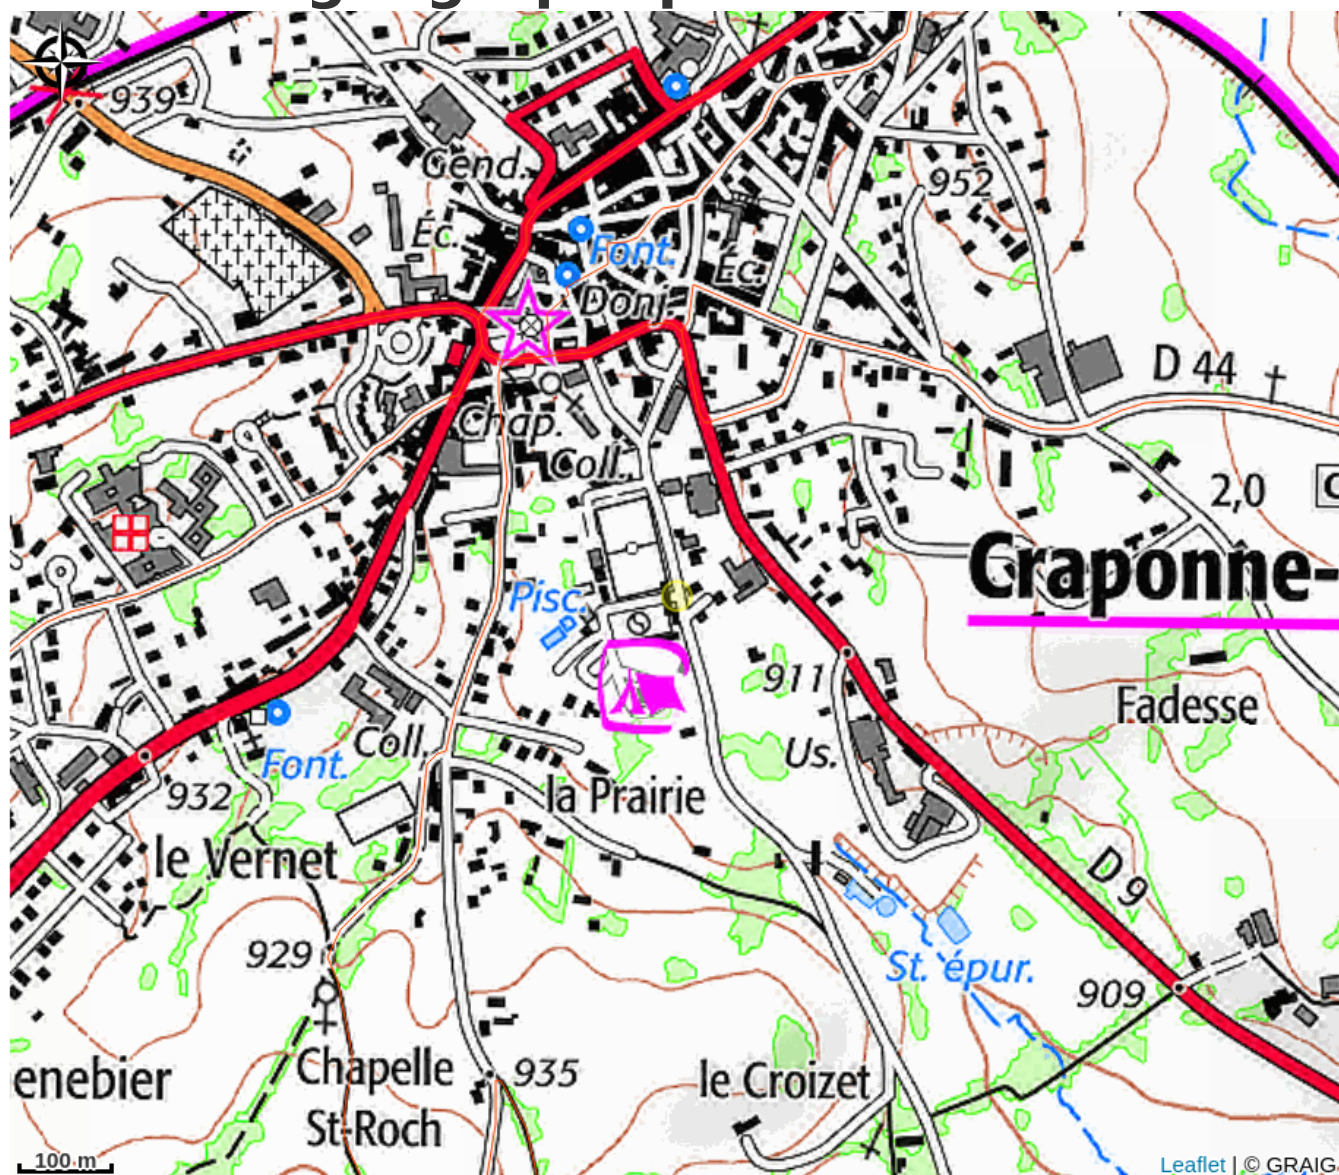 939
Gend.
952
Éc.
Font.
Éc.
Donj.
D 44
Chap.
Coll.
2,0
C
Craponne-
Pisc.
911
Fadesse
Coll.
Us.
Font.
932
la Prairie
le Vernet
D 9
929
St. épur.
909
enebier
Chapelle
St-Roch
935
le Croizet
100 m
Leaflet | © GRAIG